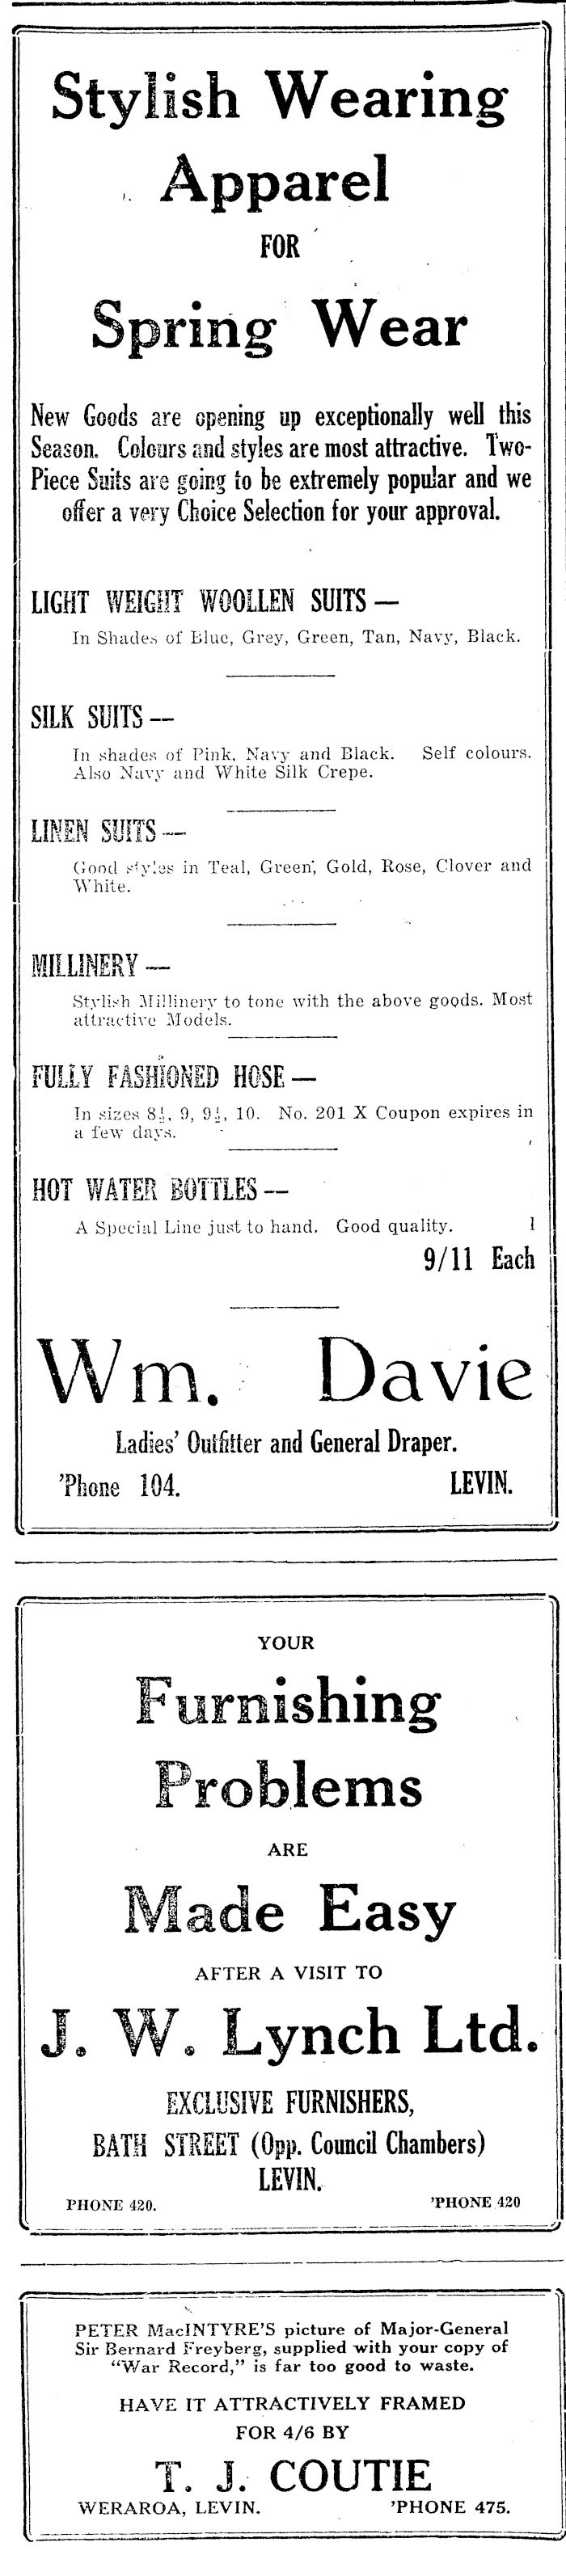 Stylish Wearing
Apparel
FOR
Spring Wear
New Goods are opening up exceptionally well this
Season. Colours and styles are most attractive. Two-
Piece Suits are going to be extremely popular and we
offer a very Choice Selection for your approval.
LIGHT WEIGHT WOOLLEN SUITS —
In Shades of Blue, Grey, Green, Tan, Navy, Black.
SILK SUITS —
In shades of Pink, Navy and Black. Self colours.
Also Navy and White Silk Crepe.
LINEN SUITS —
Good styles in Teal, Green, Gold, Rose, Clover and
White.
MILLINERY —
Stylish Millinery to tone with the above goods. Most
attractive Models.
FULLY FASHIONED HOSE —
In sizes 8½, 9, 9½, 10. No. 201 X Coupon expires in
a few days.
HOT WATER BOTTLES —
A Special Line just to hand. Good quality.
9/11 Each
Wm. Davie
Ladies' Outfitter and General Draper.
'Phone 104. LEVIN.
YOUR
Furnishing
Problems
ARE
Made Easy
AFTER A VISIT TO
J. W. Lynch Ltd.
EXCLUSIVE FURNISHERS,
BATH STREET (Opp. Council Chambers)
LEVIN.
PHONE 420. 'PHONE 420
PETER MacINTYRE'S picture of Major-General
Sir Bernard Freyberg, supplied with your copy of
"War Record," is far too good to waste.
HAVE IT ATTRACTIVELY FRAMED
FOR 4/6 BY
T. J. COUTIE
WERAROA, LEVIN. 'PHONE 475.